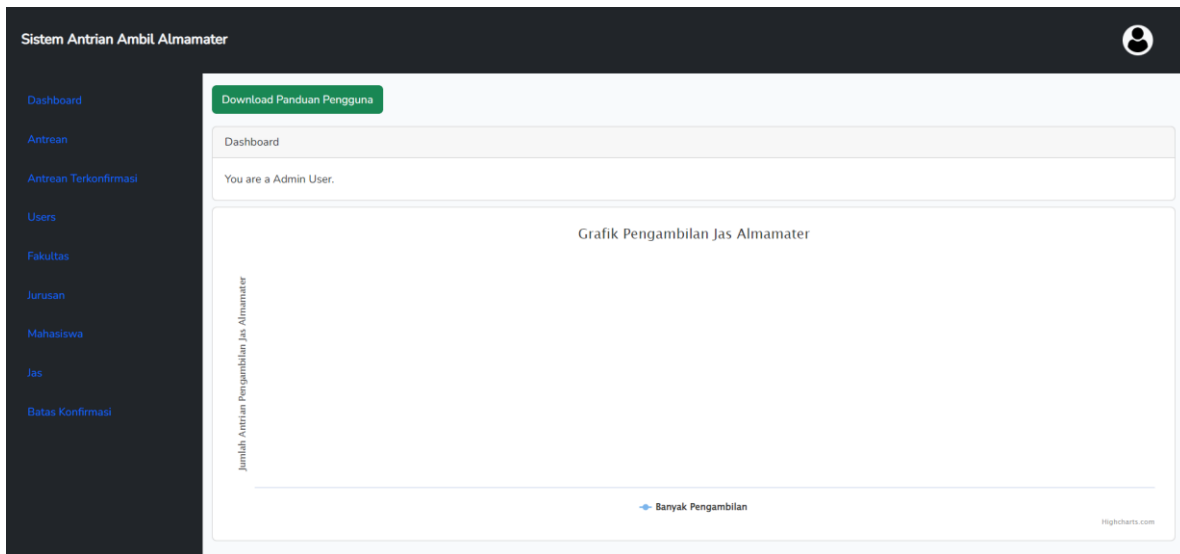 Sistem Antrian Ambil Almamater
Dashboard
Antrean
Antrean Terkonfirmasi
Users
Fakultas
Jurusan
Mahasiswa
Jas
Batas Konfirmasi
Download Panduan Pengguna
Dashboard
You are a Admin User.
Grafik Pengambilan Jas Almamater
Jumlah Antrian Pengambilan Jas Almamater
Banyak Pengambilan
Highcharts.com